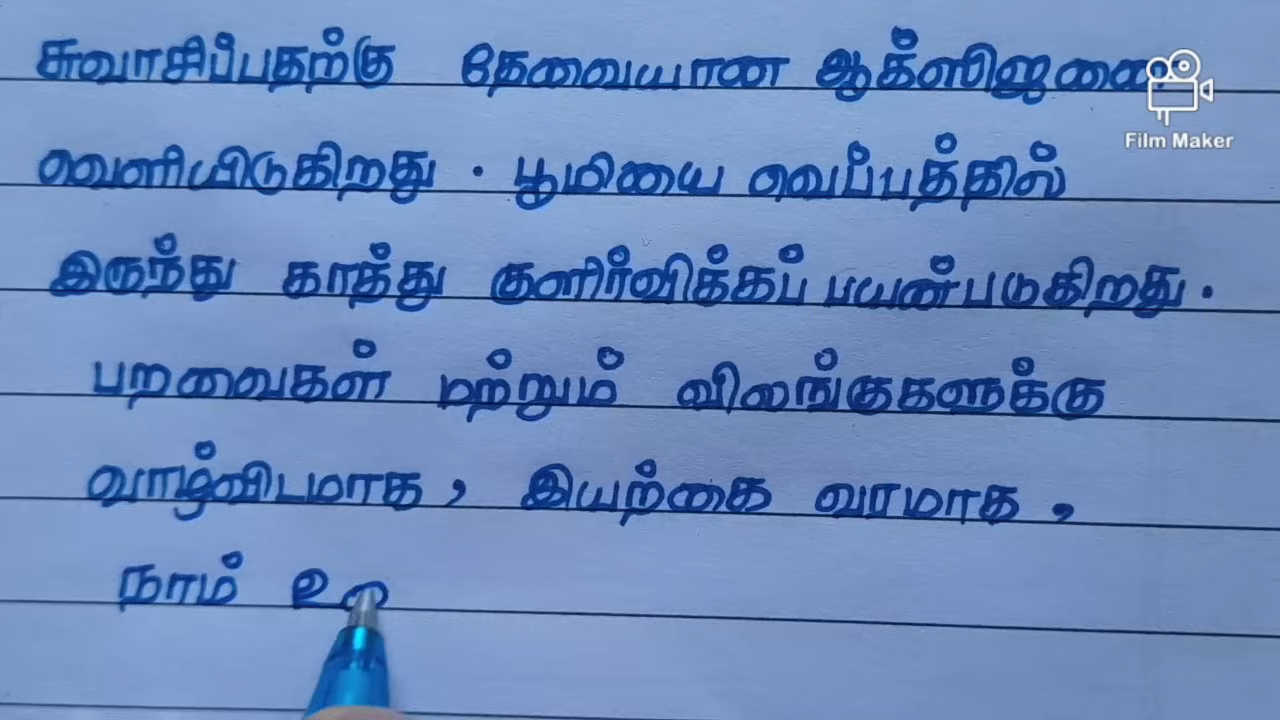 சுவாசிப்பதற்கு தேவையான ஆக்ஸிஜனை
Film Maker
வெளியிடுகிறது. பூமியை வெப்பத்தில்
இருந்து காத்து குளிர்விக்கப் பயன்படுகிறது.
பறவைகள் மற்றும் விலங்குகளுக்கு
வாழ்விடமாக, இயற்கை வரமாக,
நாம்